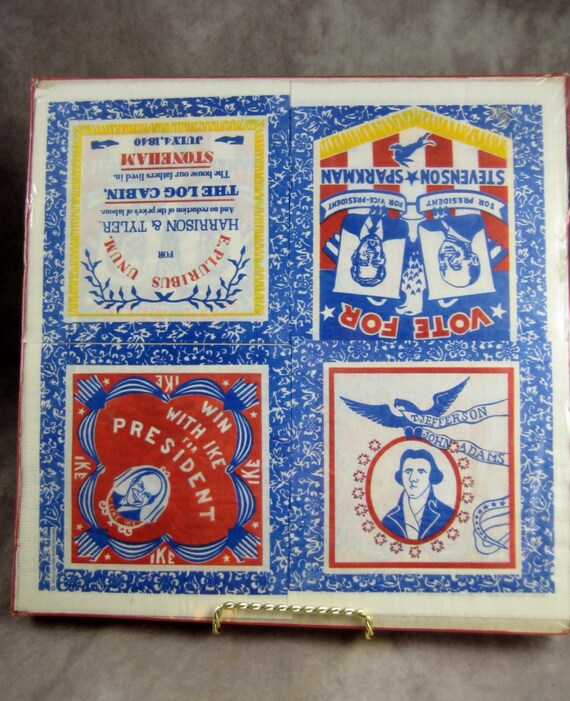 E. PLURIBUS UNUM.
FOR
HARRISON & TYLER
And no reduction of the price of labour.
THE LOG CABIN,
The house our fathers lived in.
STONEHAM
JULY 4, 1840
VOTE FOR
FOR PRESIDENT
FOR VICE-PRESIDENT
STEVENSON ★ SPARKMAN
IKE
IKE
IKE
IKE
IKE
IKE
WIN
WITH IKE
FOR
PRESIDENT
T. JEFFERSON
JOHN ADAMS